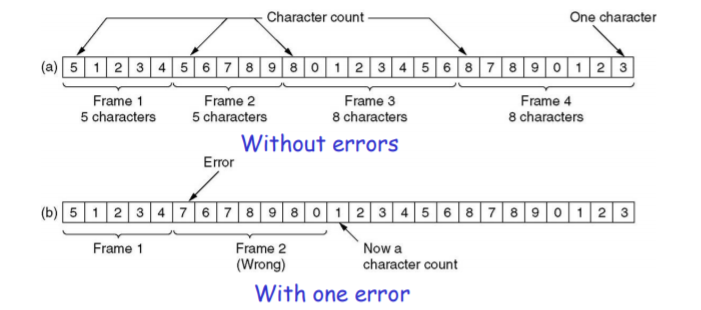 Character count One character
(a) 5 1 2 3 4 5 6 7 8 9 8 0 1 2 3 4 5 6 8 7 8 9 0 1 2 3
Frame 1 Frame 2 Frame 3 Frame 4
5 characters 5 characters 8 characters 8 characters
Without errors
Error
(b) 5 1 2 3 4 7 6 7 8 9 8 0 1 2 3 4 5 6 8 7 8 9 0 1 2 3
Frame 1 Frame 2 Now a
(Wrong) character count
With one error